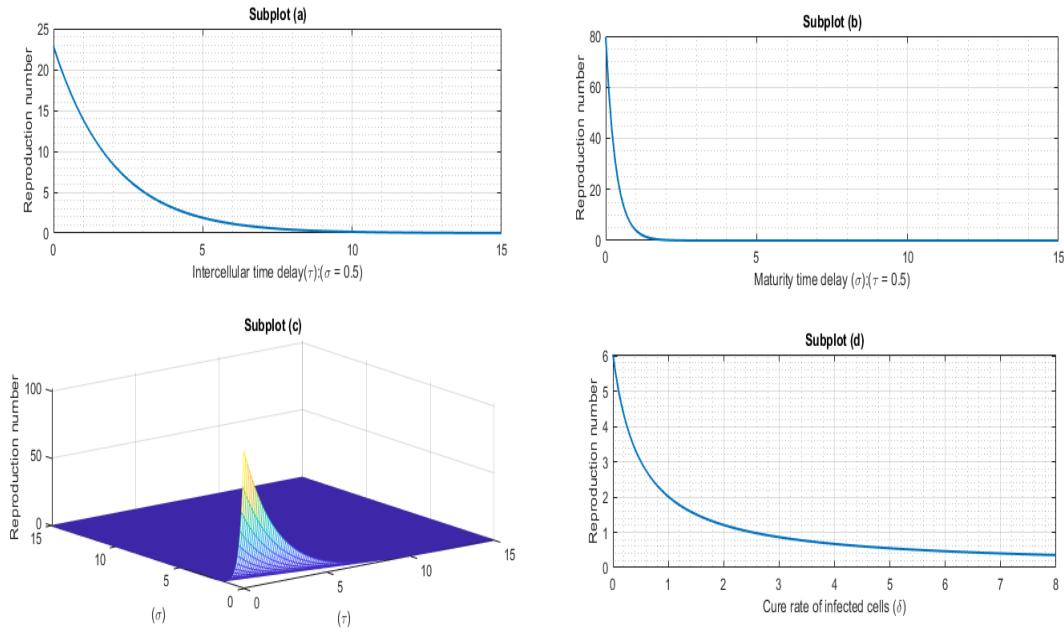 Subplot (a)
Reproduction number
25
20
15
10
5
0
0 5 10 15
Intercellular time delay(τ):(σ = 0.5)
Subplot (b)
Reproduction number
80
60
40
20
0
0 5 10 15
Maturity time delay (σ):(τ = 0.5)
Subplot (c)
Reproduction number
100
50
0
15
10
5
0
0
5
10
15
(σ)
(τ)
Subplot (d)
Reproduction number
6
5
4
3
2
1
0
0 1 2 3 4 5 6 7 8
Cure rate of infected cells (δ)